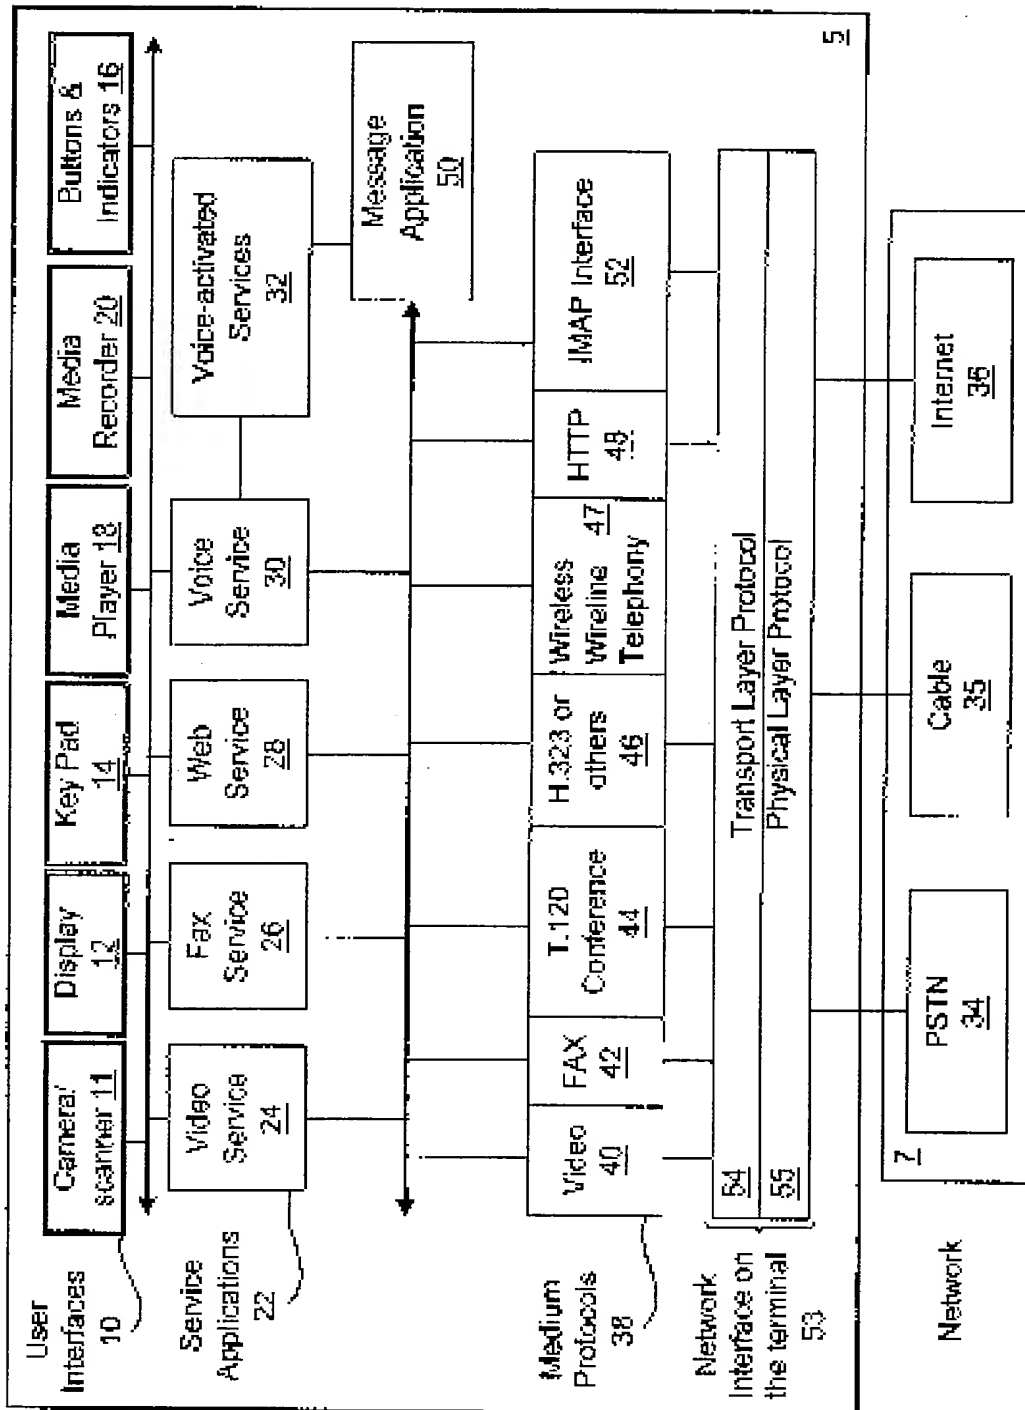 User
Interfaces
10
Camera/
scanner 11
Display
12
Key Pad
14
Media
Player 18
Media
Recorder 20
Buttons &
Indicators 16
Service
Applications
22
Video
Service
24
Fax
Service
26
Web
Service
28
Voice
Service
30
Voice-activated
Services
32
Message
Application
50
Medium
Protocols
38
Video
40
FAX
42
T.120
Conference
44
H.323 or
others
46
Wireless
Wireline
Telephony
47
HTTP
48
IMAP Interface
52
Network
Interface on
the terminal
53
54
Transport Layer Protocol
55
Physical Layer Protocol
5
Network
7
PSTN
34
Cable
35
Internet
36